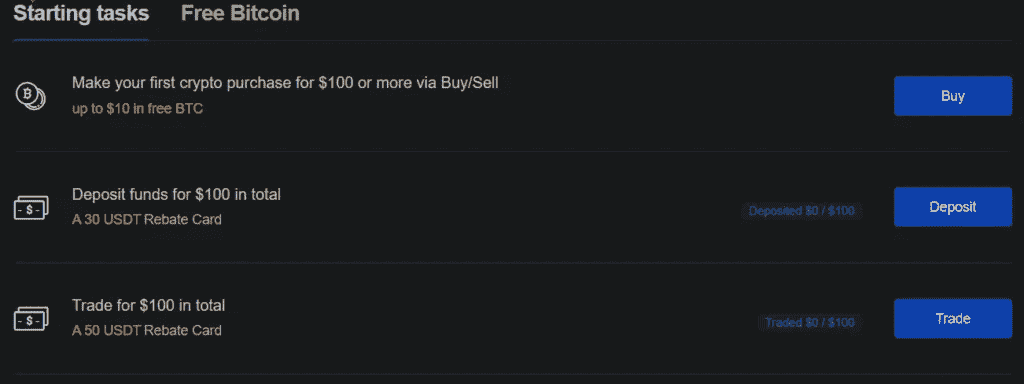 Starting tasks Free Bitcoin
Make your first crypto purchase for $100 or more via Buy/Sell
up to $10 in free BTC
Buy
Deposit funds for $100 in total
A 30 USDT Rebate Card
Deposited $0 / $100
Deposit
Trade for $100 in total
A 50 USDT Rebate Card
Traded $0 / $100
Trade